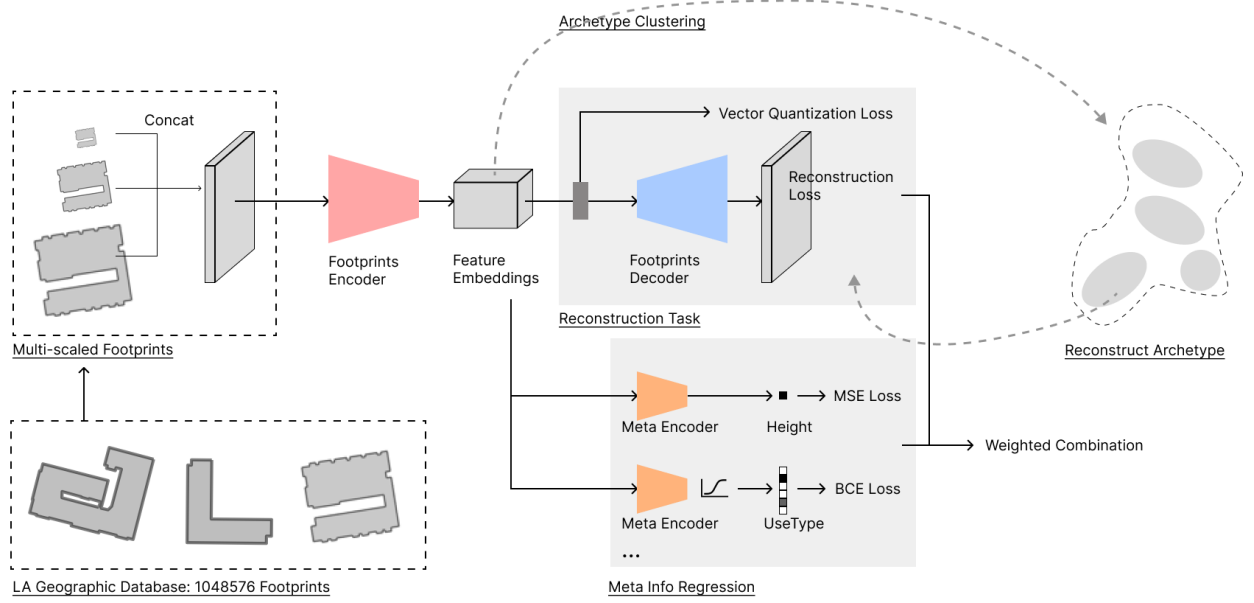 Archetype Clustering
Concat
Vector Quantization Loss
Reconstruction
Loss
Footprints
Encoder
Feature
Embeddings
Footprints
Decoder
Reconstruction Task
Multi-scaled Footprints
Reconstruct Archetype
Meta Encoder
Height
MSE Loss
Weighted Combination
Meta Encoder
UseType
BCE Loss
...
LA Geographic Database: 1048576 Footprints
Meta Info Regression